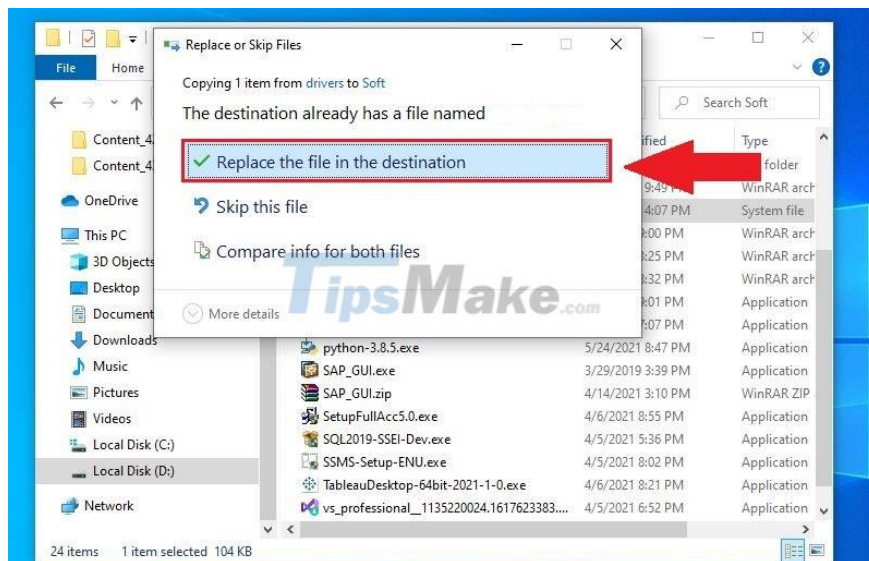 Replace or Skip Files
File Home
Copying 1 item from drivers to Soft
The destination already has a file named
Replace the file in the destination
Skip this file
Compare info for both files
More details
TipsMake.com
Search Soft
Content_4
Content_4
OneDrive
This PC
3D Objects
Desktop
Document
Downloads
Music
Pictures
Videos
Local Disk (C:)
Local Disk (D:)
Network
ified Type
folder
9:49 WinRAR arch
4:07 PM System file
:00 PM WinRAR arch
:25 PM WinRAR arch
:32 PM WinRAR arch
:01 PM Application
:07 PM Application
python-3.8.5.exe 5/24/2021 8:47 PM Application
SAP_GUI.exe 3/29/2019 3:39 PM Application
SAP_GUI.zip 4/14/2021 3:10 PM WinRAR ZIP
SetupFullAcc5.0.exe 4/6/2021 8:55 PM Application
SQL2019-SSEI-Dev.exe 4/5/2021 5:36 PM Application
SSMS-Setup-ENU.exe 4/5/2021 8:02 PM Application
TableauDesktop-64bit-2021-1-0.exe 4/6/2021 8:21 PM Application
vs_professional__1135220024.1617623383.... 4/5/2021 6:52 PM Application
24 items 1 item selected 104 KB